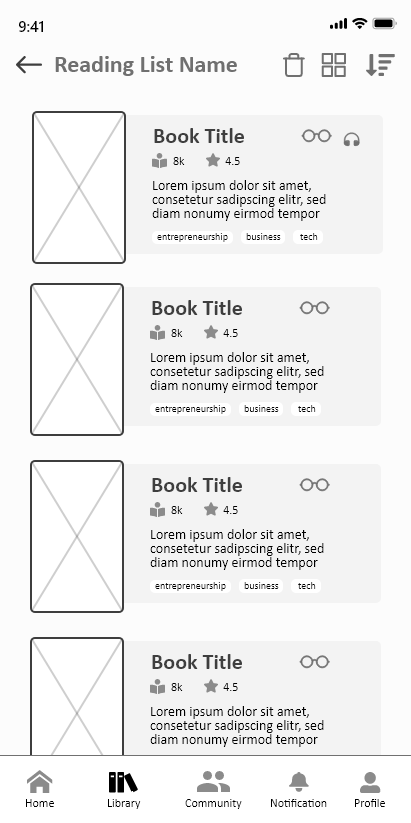 9:41
Reading List Name
Book Title
8k 4.5
Lorem ipsum dolor sit amet,
consetetur sadipscing elitr, sed
diam nonumy eirmod tempor
entrepreneurship business tech
Book Title
8k 4.5
Lorem ipsum dolor sit amet,
consetetur sadipscing elitr, sed
diam nonumy eirmod tempor
entrepreneurship business tech
Book Title
8k 4.5
Lorem ipsum dolor sit amet,
consetetur sadipscing elitr, sed
diam nonumy eirmod tempor
entrepreneurship business tech
Book Title
8k 4.5
Lorem ipsum dolor sit amet,
consetetur sadipscing elitr, sed
diam nonumy eirmod tempor
Home Library Community Notification Profile